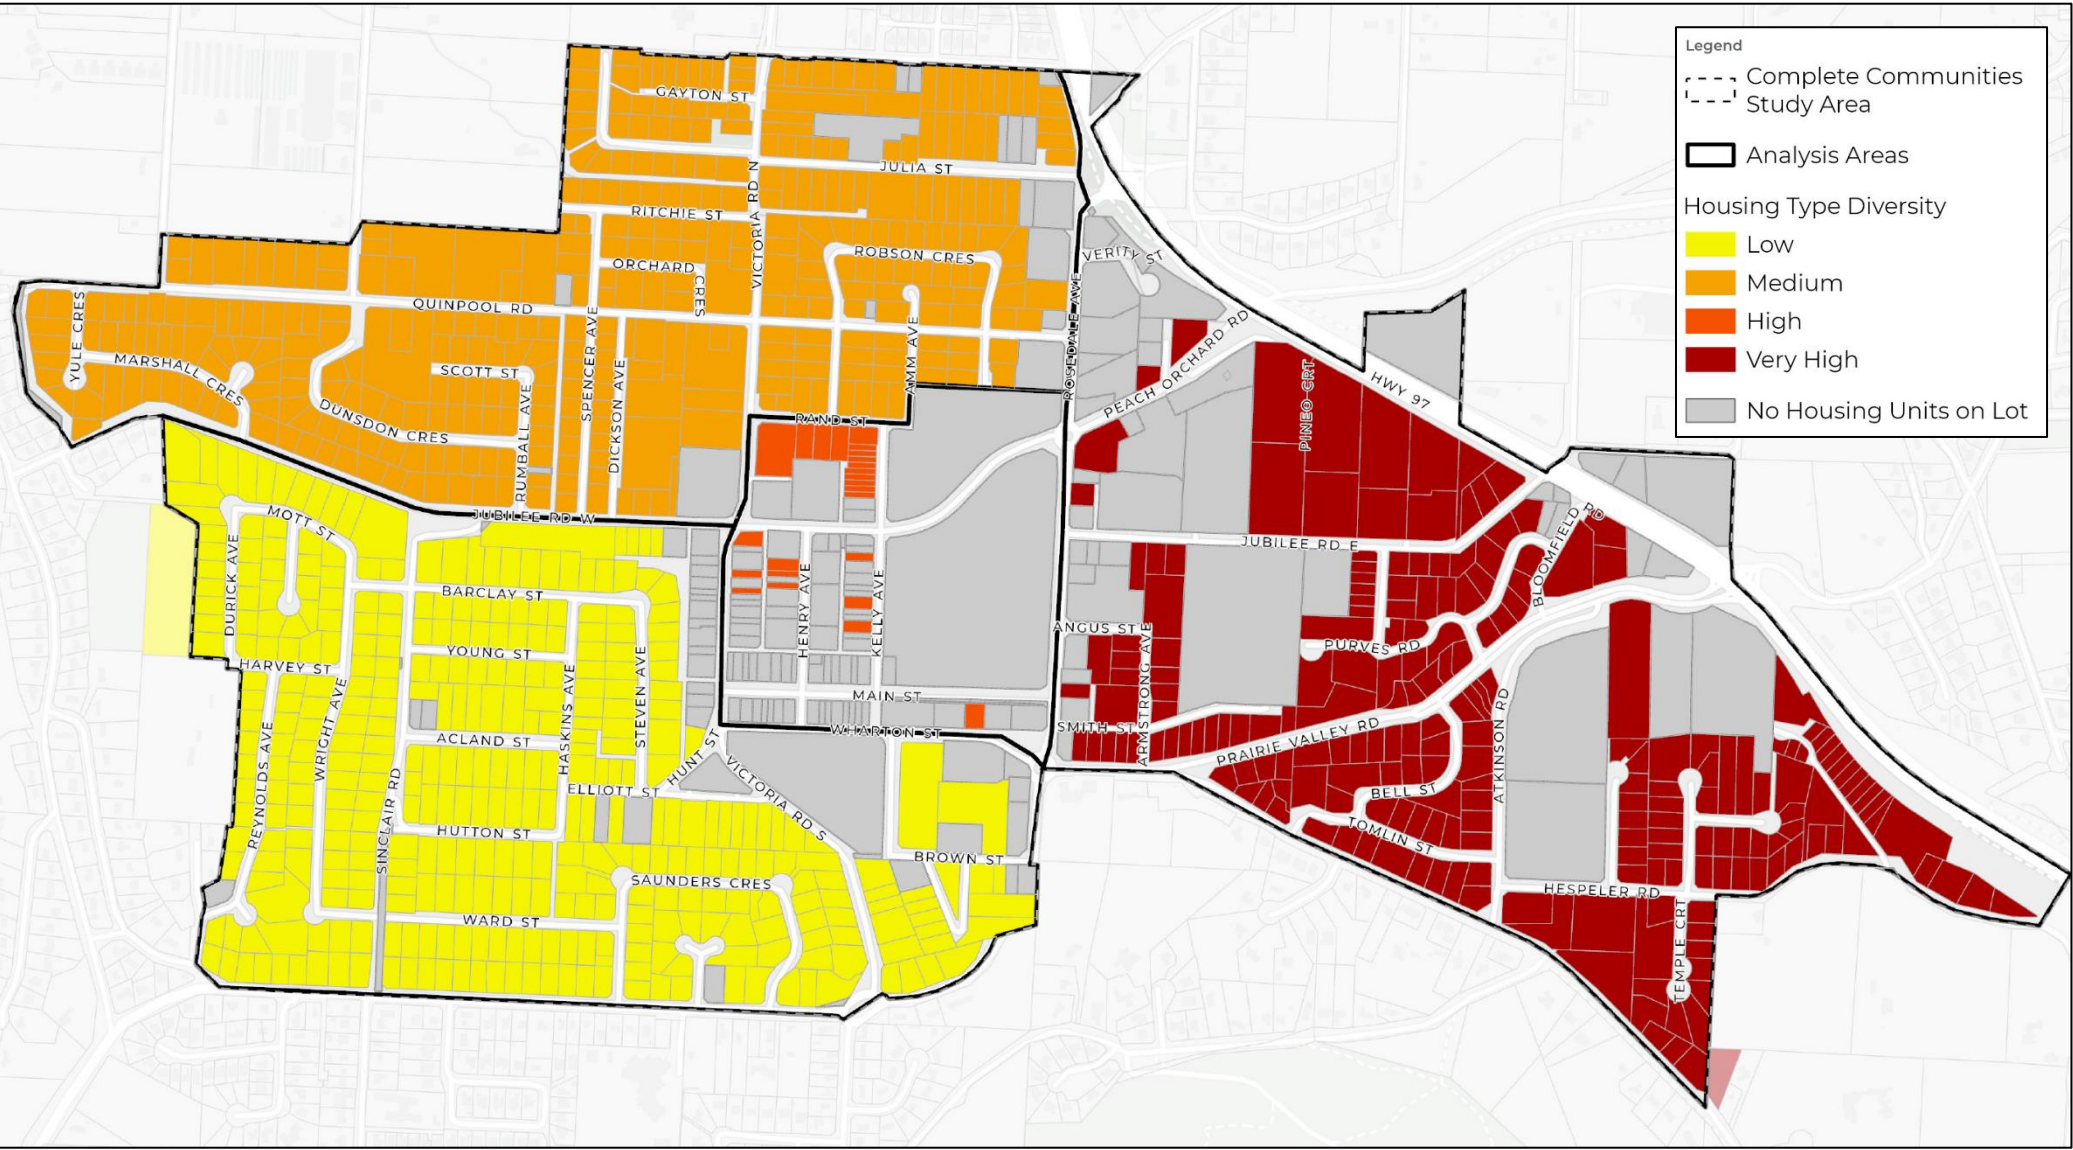 Legend
Complete Communities
Study Area
Analysis Areas
Housing Type Diversity
Low
Medium
High
Very High
No Housing Units on Lot
GAYTON ST
JULIA ST
VICTORIA RD N
RITCHIE ST
ORCHARD CRES
ROBSON CRES
VERITY ST
QUINPOOL RD
YULE CRES
MARSHALL CRES
SCOTT ST
DUNSDON CRES
RUMBALL AVE
SPENCER AVE
DICKSON AVE
AMM AVE
ROSEDALE AVE
PEACH ORCHARD RD
PINEO CRT
HWY 97
RAND ST
JUBILEE RD W
MOTT ST
DURICK AVE
BARCLAY ST
YOUNG ST
HARVEY ST
WRIGHT AVE
REYNOLDS AVE
SINCLAIR RD
HASKINS AVE
STEVEN AVE
ACLAND ST
HUTTON ST
ELLIOTT ST
HUNT ST
VICTORIA RD S
SAUNDERS CRES
WARD ST
HENRY AVE
KELLY AVE
MAIN ST
WHARTON ST
BROWN ST
JUBILEE RD E
BLOOMFIELD RD
ANGUS ST
ARMSTRONG AVE
PURVES RD
SMITH ST
PRAIRIE VALLEY RD
ATKINSON RD
BELL ST
TOMLIN ST
HESPELER RD
TEMPLE CRT